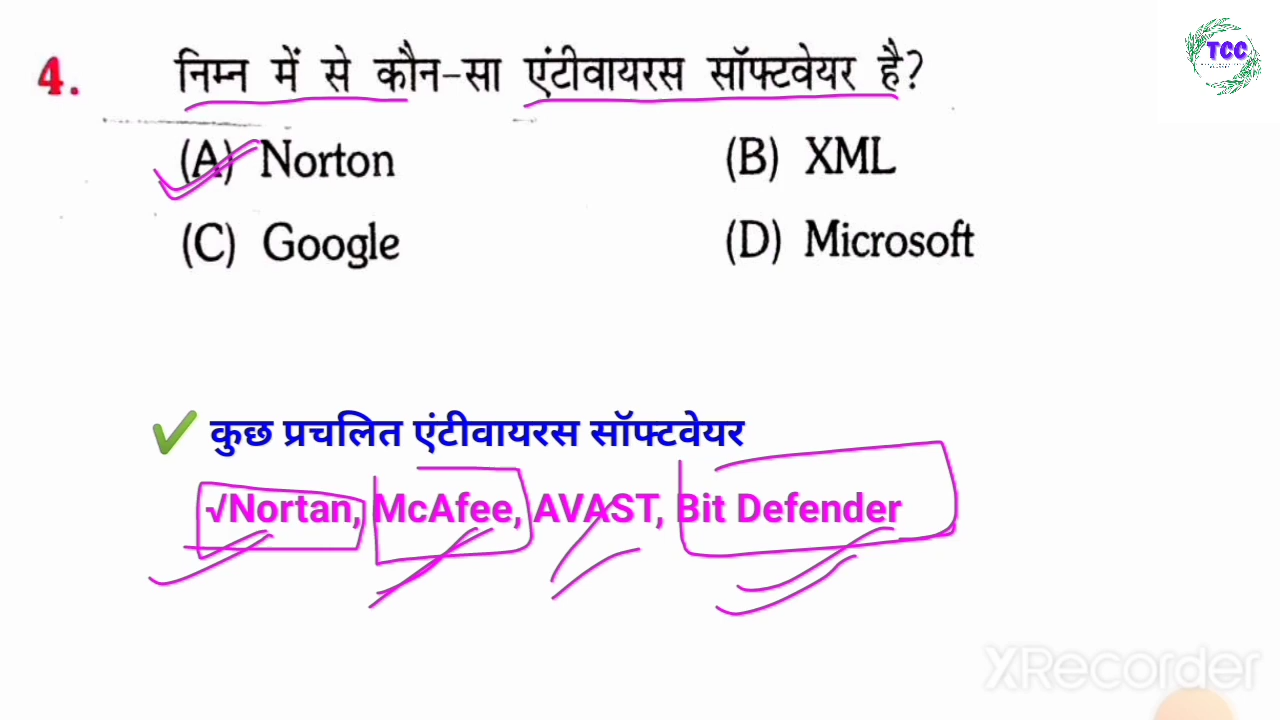 TCC
4. निम्न में से कौन-सा एंटीवायरस सॉफ्टवेयर है?
(A) Norton (B) XML
(C) Google (D) Microsoft
✔ कुछ प्रचलित एंटीवायरस सॉफ्टवेयर
√Nortan, McAfee, AVAST, Bit Defender
XRecorder